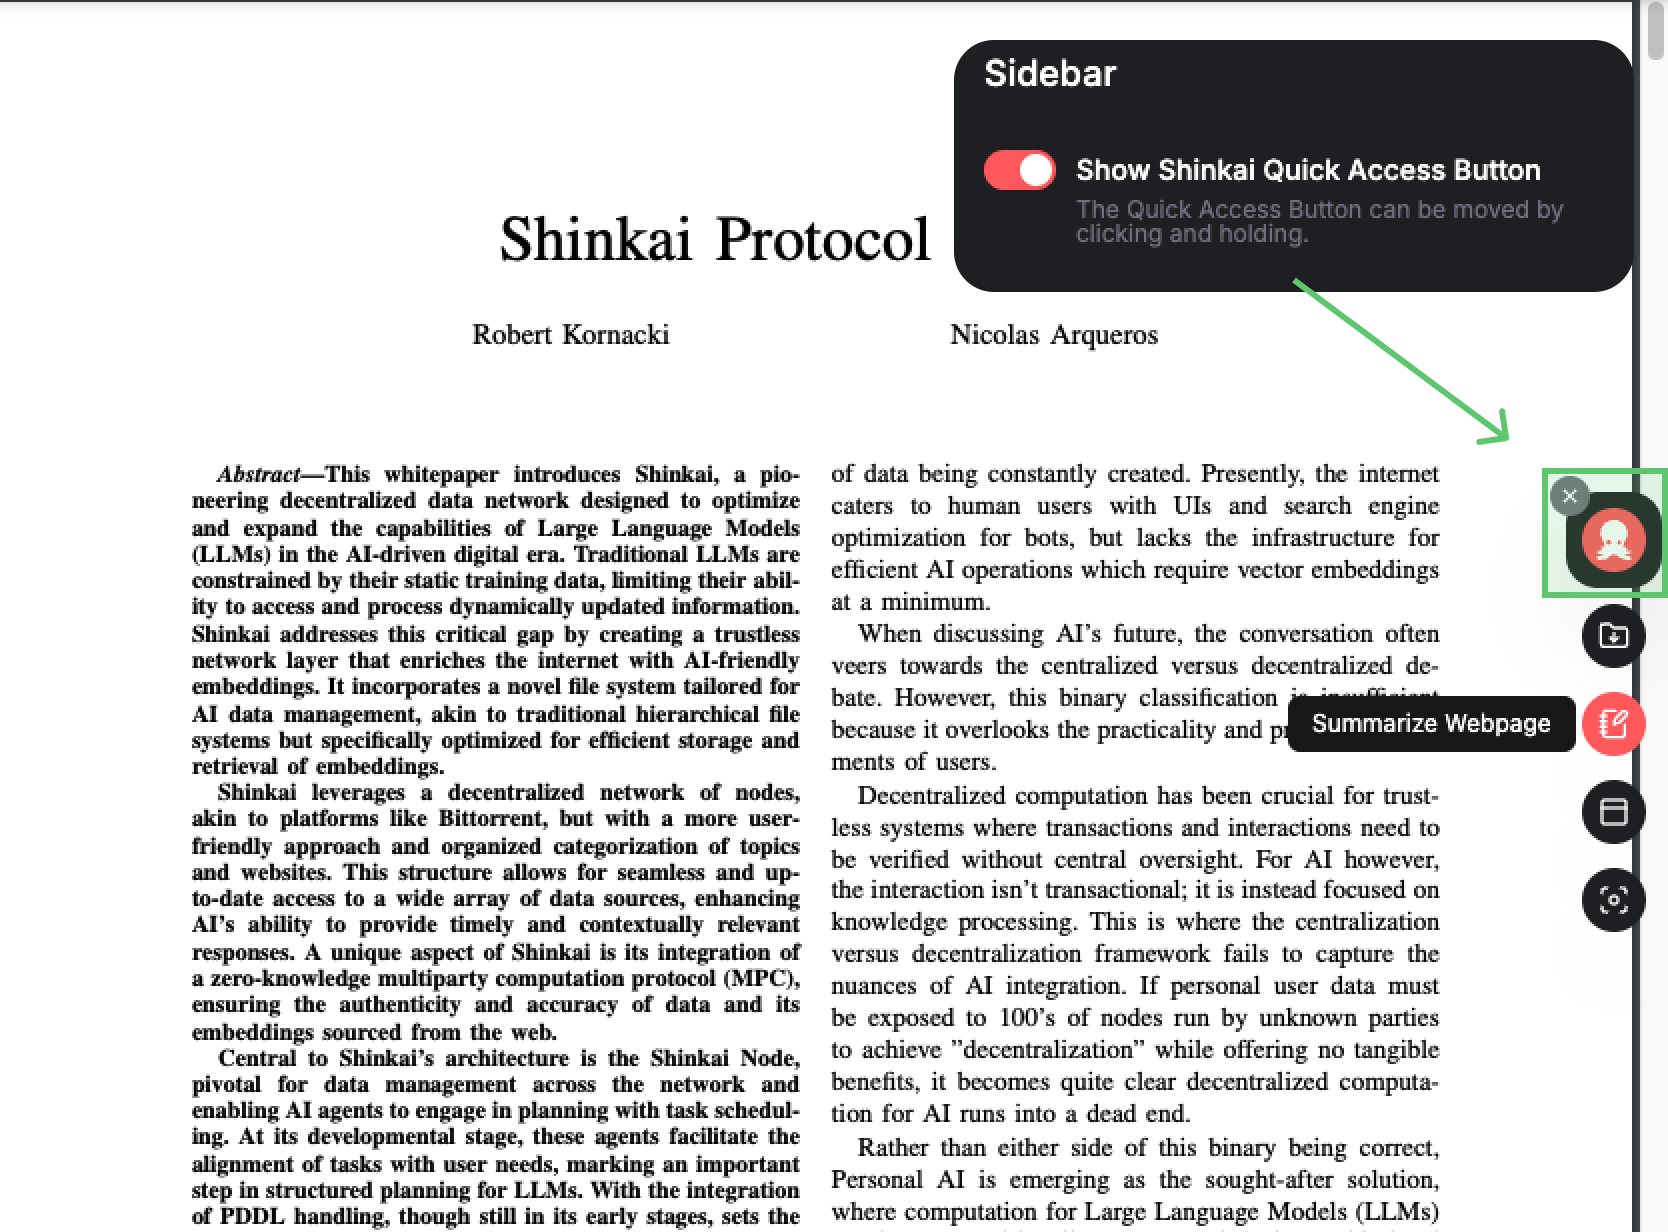 Sidebar
Show Shinkai Quick Access Button
The Quick Access Button can be moved by
clicking and holding.
Shinkai Protocol
Robert Kornacki
Nicolas Arqueros
Abstract—This whitepaper introduces Shinkai, a pio-
neering decentralized data network designed to optimize
and expand the capabilities of Large Language Models
(LLMs) in the AI-driven digital era. Traditional LLMs are
constrained by their static training data, limiting their abil-
ity to access and process dynamically updated information.
Shinkai addresses this critical gap by creating a trustless
network layer that enriches the internet with AI-friendly
embeddings. It incorporates a novel file system tailored for
AI data management, akin to traditional hierarchical file
systems but specifically optimized for efficient storage and
retrieval of embeddings.
Shinkai leverages a decentralized network of nodes,
akin to platforms like Bittorrent, but with a more user-
friendly approach and organized categorization of topics
and websites. This structure allows for seamless and up-
to-date access to a wide array of data sources, enhancing
AI's ability to provide timely and contextually relevant
responses. A unique aspect of Shinkai is its integration of
a zero-knowledge multiparty computation protocol (MPC),
ensuring the authenticity and accuracy of data and its
embeddings sourced from the web.
Central to Shinkai's architecture is the Shinkai Node,
pivotal for data management across the network and
enabling AI agents to engage in planning with task schedul-
ing. At its developmental stage, these agents facilitate the
alignment of tasks with user needs, marking an important
step in structured planning for LLMs. With the integration
of PDDL handling, though still in its early stages, sets the
of data being constantly created. Presently, the internet
caters to human users with UIs and search engine
optimization for bots, but lacks the infrastructure for
efficient AI operations which require vector embeddings
at a minimum.
When discussing AI's future, the conversation often
veers towards the centralized versus decentralized de-
bate. However, this binary classification is insufficient
because it overlooks the practicality and
ments of users.
Decentralized computation has been crucial for trust-
less systems where transactions and interactions need to
be verified without central oversight. For AI however,
the interaction isn't transactional; it is instead focused on
knowledge processing. This is where the centralization
versus decentralization framework fails to capture the
nuances of AI integration. If personal user data must
be exposed to 100's of nodes run by unknown parties
to achieve "decentralization" while offering no tangible
benefits, it becomes quite clear decentralized computa-
tion for AI runs into a dead end.
Rather than either side of this binary being correct,
Personal AI is emerging as the sought-after solution,
where computation for Large Language Models (LLMs)
Summarize Webpage